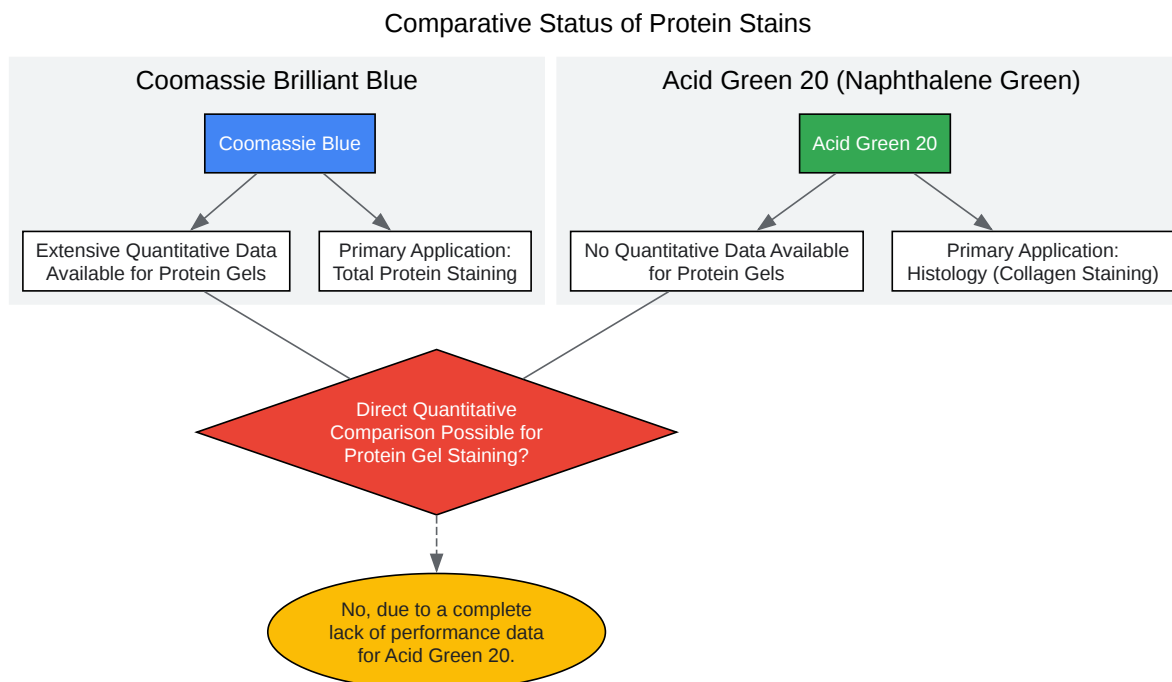 Comparative Status of Protein Stains
Coomassie Brilliant Blue
Coomassie Blue
Extensive Quantitative Data
Available for Protein Gels
Primary Application:
Total Protein Staining
Acid Green 20 (Naphthalene Green)
Acid Green 20
No Quantitative Data Available
for Protein Gels
Primary Application:
Histology (Collagen Staining)
Direct Quantitative
Comparison Possible for
Protein Gel Staining?
No, due to a complete
lack of performance data
for Acid Green 20.